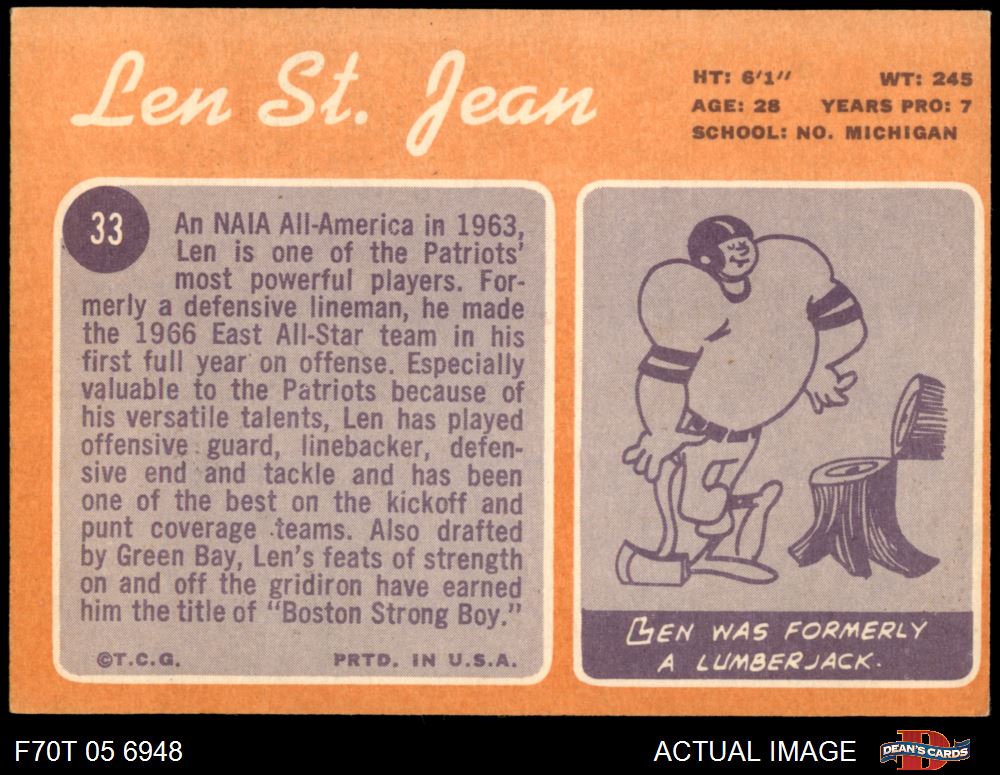 Len St. Jean
HT: 6'1" WT: 245
AGE: 28 YEARS PRO: 7
SCHOOL: NO. MICHIGAN
33
An NAIA All-America in 1963,
Len is one of the Patriots'
most powerful players. For-
merly a defensive lineman, he made
the 1966 East All-Star team in his
first full year on offense. Especially
valuable to the Patriots because of
his versatile talents, Len has played
offensive guard, linebacker, defen-
sive end and tackle and has been
one of the best on the kickoff and
punt coverage teams. Also drafted
by Green Bay, Len's feats of strength
on and off the gridiron have earned
him the title of "Boston Strong Boy."
©T.C.G. PRTD. IN U.S.A.
LEN WAS FORMERLY
A LUMBERJACK.
F70T 05 6948
ACTUAL IMAGE
D
DEAN'S CARDS